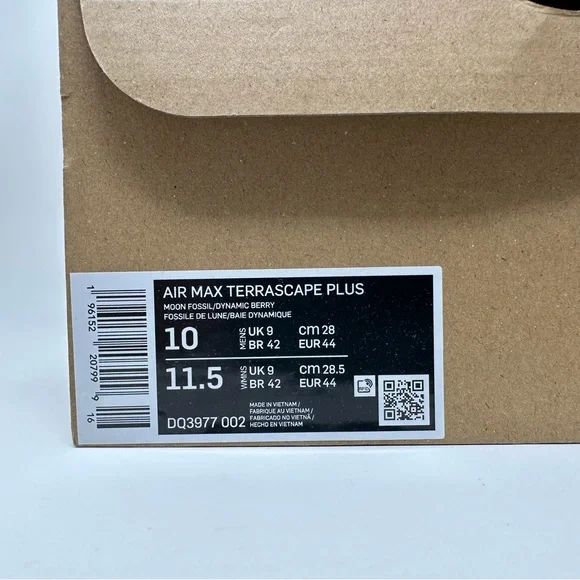 AIR MAX TERRASCAPE PLUS
MOON FOSSIL/DYNAMIC BERRY
FOSSILE DE LUNE/BAIE DYNAMIQUE
10 MENS UK 9 cm 28
BR 42 EUR 44
11.5 WMNS UK 9 cm 28.5
BR 42 EUR 44
MADE IN VIETNAM/
FABRIQUE AU VIETNAM/
FABRICADO NO VIETNÃ/
HECHO EN VIETNAM
DQ3977 002
1 96152 20799 9 16